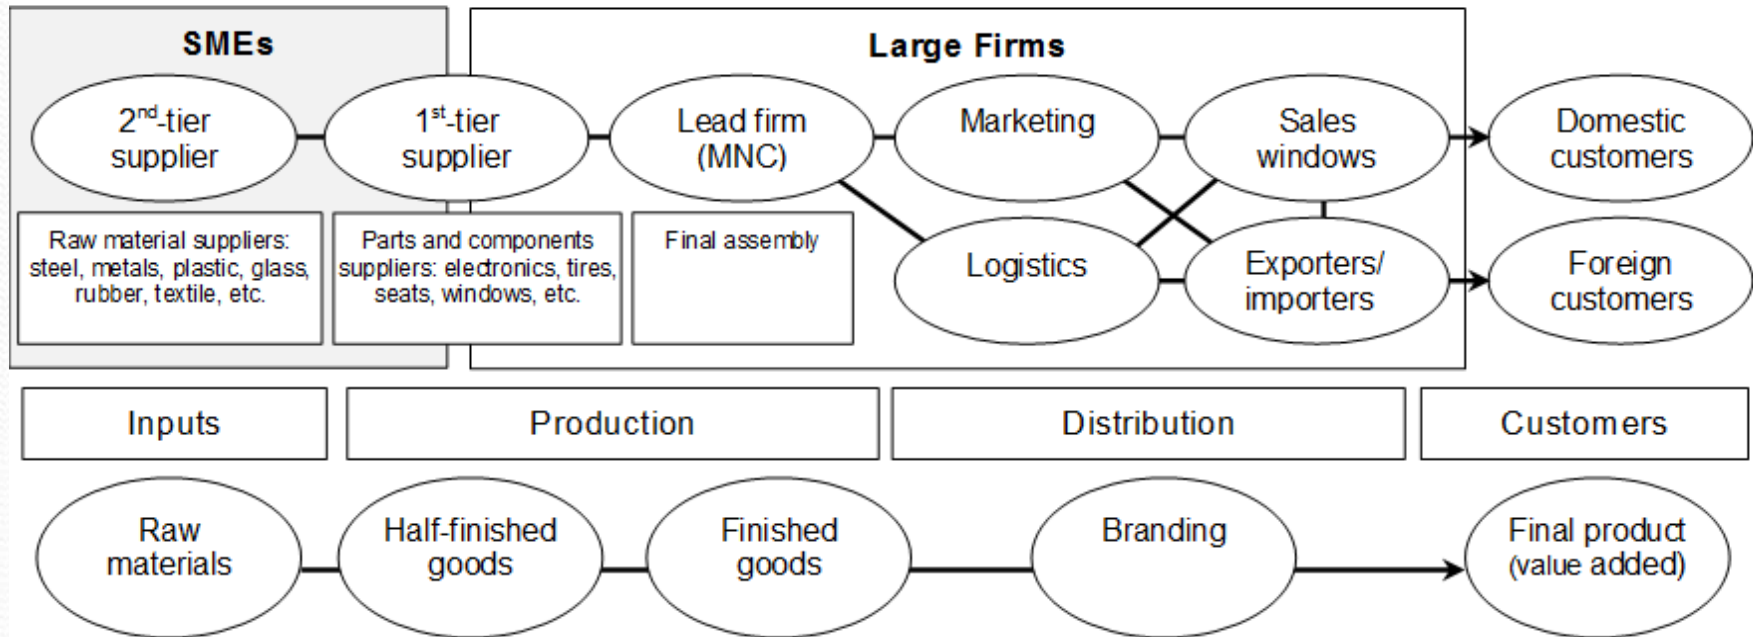 SMEs
Large Firms
2nd-tier
supplier
1st-tier
supplier
Lead firm
(MNC)
Marketing
Sales
windows
Domestic
customers
Raw material suppliers:
steel, metals, plastic, glass,
rubber, textile, etc.
Parts and components
suppliers: electronics, tires,
seats, windows, etc.
Final assembly
Logistics
Exporters/
importers
Foreign
customers
Inputs
Production
Distribution
Customers
Raw
materials
Half-finished
goods
Finished
goods
Branding
Final product
(value added)